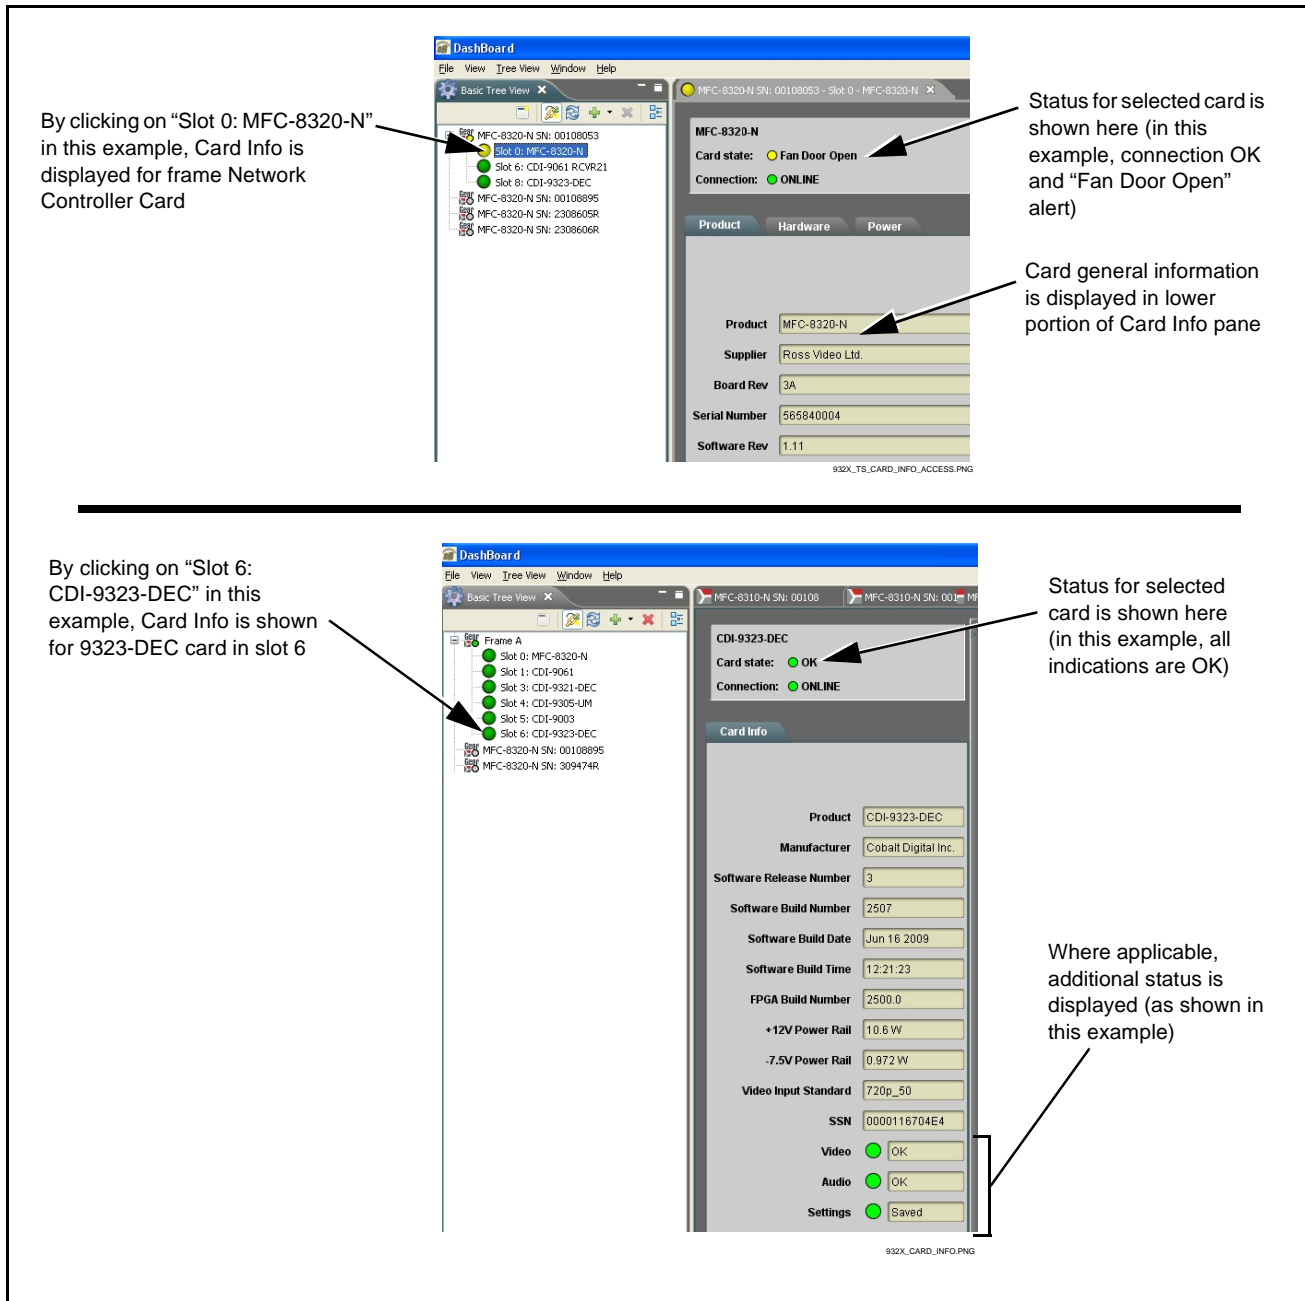 DashBoard
File View Tree View Window Help
Basic Tree View
MFC-8320-N SN: 00108053 - Slot 0 - MFC-8320-N
By clicking on “Slot 0: MFC-8320-N”
in this example, Card Info is
displayed for frame Network
Controller Card
MFC-8320-N SN: 00108053
Slot 0: MFC-8320-N
Slot 6: CDI-9061 RCVR21
Slot 8: CDI-9323-DEC
MFC-8320-N SN: 00108895
MFC-8320-N SN: 2308605R
MFC-8320-N SN: 2308606R
MFC-8320-N
Card state: Fan Door Open
Connection: ONLINE
Status for selected card is
shown here (in this
example, connection OK
and “Fan Door Open”
alert)
Product Hardware Power
Card general information
is displayed in lower
portion of Card Info pane
Product MFC-8320-N
Supplier Ross Video Ltd.
Board Rev 3A
Serial Number 565840004
Software Rev 1.11
932X_TS_CARD_INFO_ACCESS.PNG
DashBoard
File View Tree View Window Help
Basic Tree View
MFC-8310-N SN: 00108 MFC-8310-N SN: 001 MF
By clicking on “Slot 6:
CDI-9323-DEC” in this
example, Card Info is shown
for 9323-DEC card in slot 6
Gear Frame A
Slot 0: MFC-8320-N
Slot 1: CDI-9061
Slot 3: CDI-9321-DEC
Slot 4: CDI-9305-UM
Slot 5: CDI-9003
Slot 6: CDI-9323-DEC
MFC-8320-N SN: 00108895
MFC-8320-N SN: 309474R
CDI-9323-DEC
Card state: OK
Connection: ONLINE
Status for selected
card is shown here
(in this example, all
indications are OK)
Card Info
Product CDI-9323-DEC
Manufacturer Cobalt Digital Inc.
Software Release Number 3
Software Build Number 2507
Software Build Date Jun 16 2009
Software Build Time 12:21:23
FPGA Build Number 2500.0
+12V Power Rail 10.6 W
-7.5V Power Rail 0.972 W
Video Input Standard 720p_50
SSN 0000116704E4
Video OK
Audio OK
Settings Saved
Where applicable,
additional status is
displayed (as shown in
this example)
932X_CARD_INFO.PNG